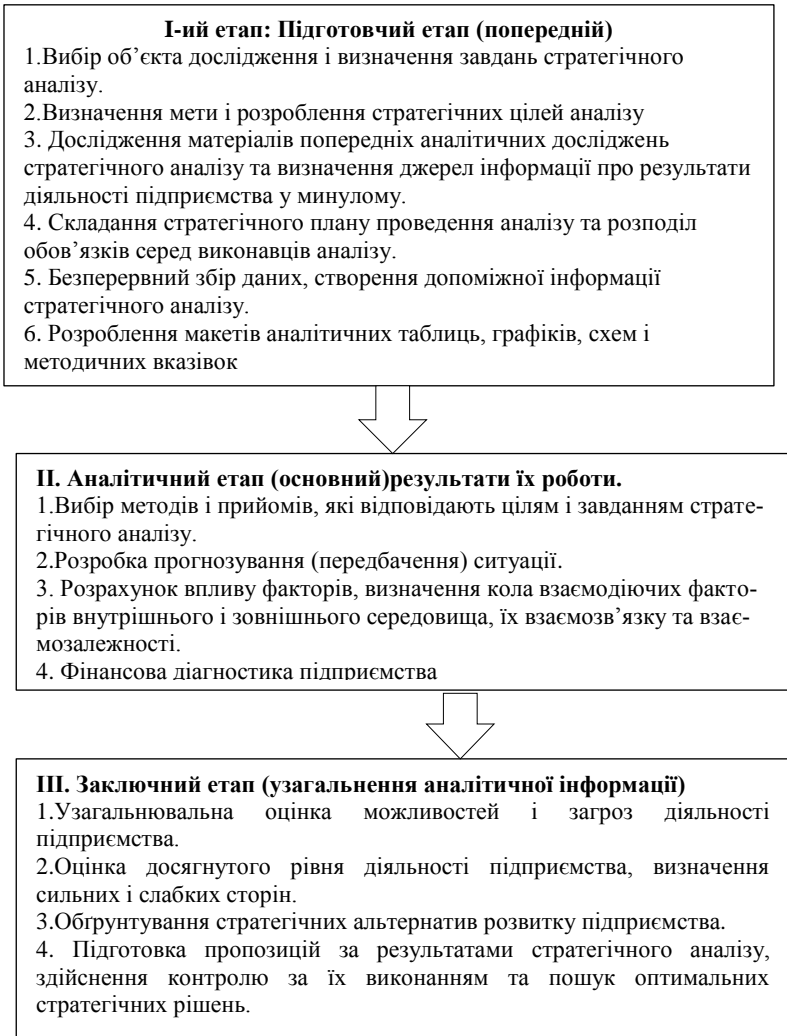 І-ий етап: Підготовчий етап (попередній)
1.Вибір об’єкта дослідження і визначення завдань стратегічного
аналізу.
2.Визначення мети і розроблення стратегічних цілей аналізу
3. Дослідження матеріалів попередніх аналітичних досліджень
стратегічного аналізу та визначення джерел інформації про результати
діяльності підприємства у минулому.
4. Складання стратегічного плану проведення аналізу та розподіл
обов’язків серед виконавців аналізу.
5. Безперервний збір даних, створення допоміжної інформації
стратегічного аналізу.
6. Розроблення макетів аналітичних таблиць, графіків, схем і
методичних вказівок
ІІ. Аналітичний етап (основний)результати їх роботи.
1.Вибір методів і прийомів, які відповідають цілям і завданням страте-
гічного аналізу.
2.Розробка прогнозування (передбачення) ситуації.
3. Розрахунок впливу факторів, визначення кола взаємодіючих факто-
рів внутрішнього і зовнішнього середовища, їх взаємозв’язку та взає-
мозалежності.
4. Фінансова діагностика підприємства
ІІІ. Заключний етап (узагальнення аналітичної інформації)
1.Узагальнювальна оцінка можливостей і загроз діяльності
підприємства.
2.Оцінка досягнутого рівня діяльності підприємства, визначення
сильних і слабких сторін.
3.Обґрунтування стратегічних альтернатив розвитку підприємства.
4. Підготовка пропозицій за результатами стратегічного аналізу,
здійснення контролю за їх виконанням та пошук оптимальних
стратегічних рішень.